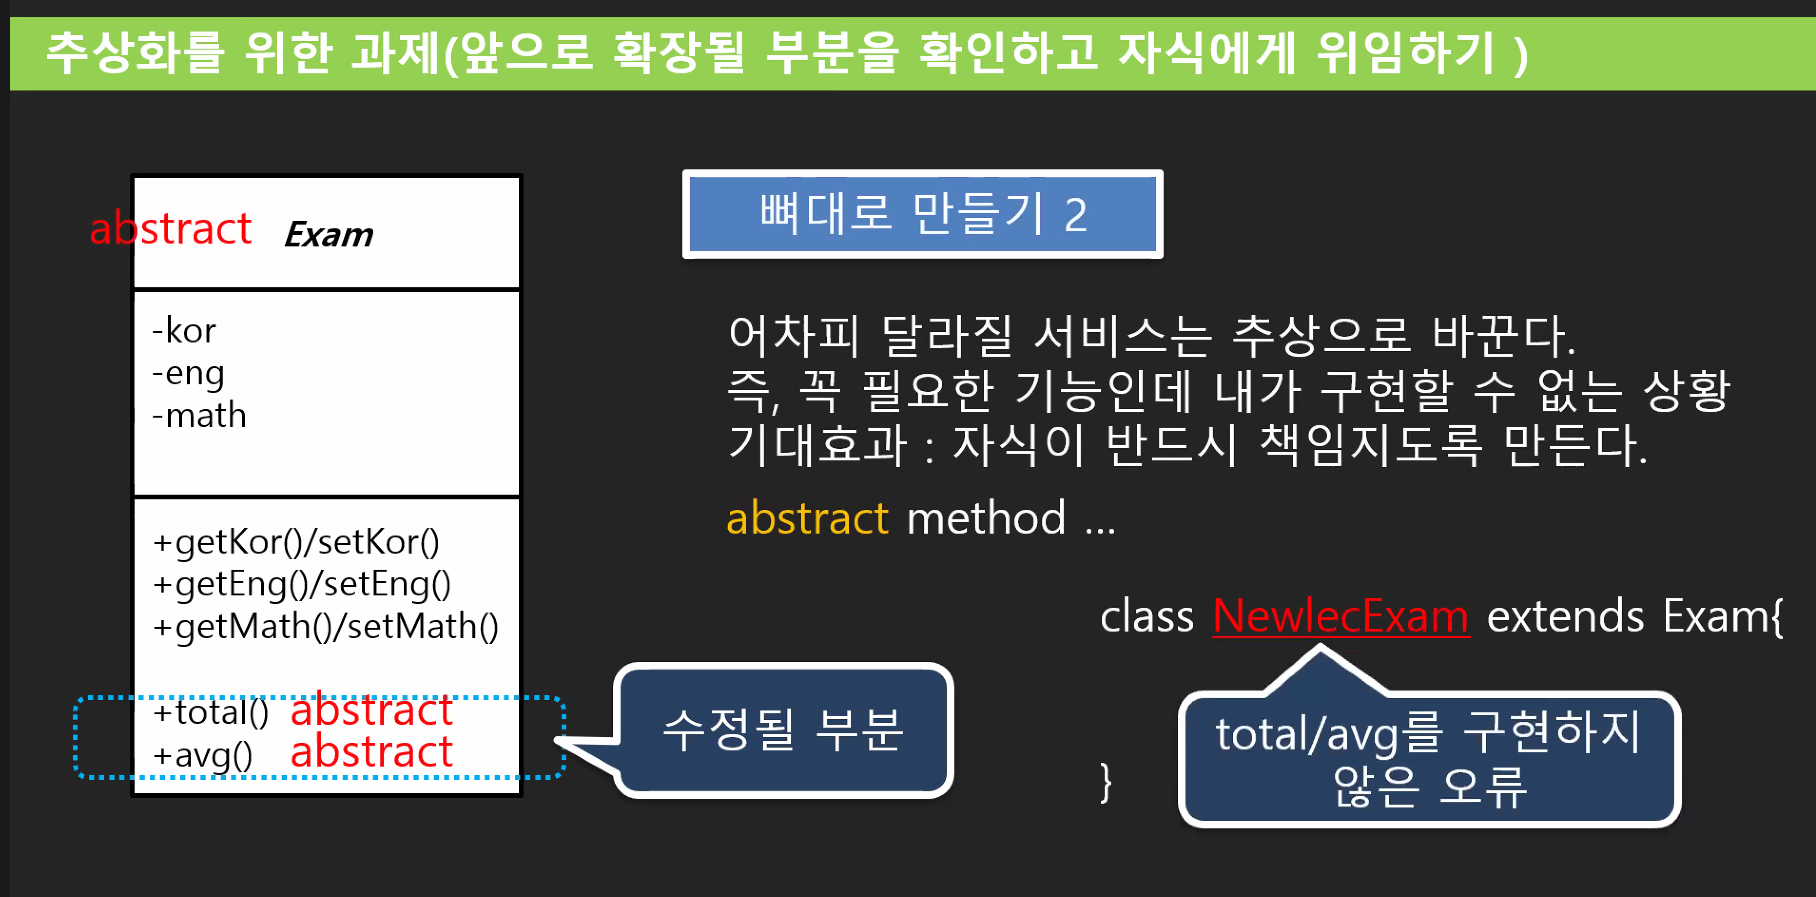 추상화를 위한 과제(앞으로 확장될 부분을 확인하고 자식에게 위임하기 )
abstract Exam
-kor
-eng
-math
+getKor()/setKor()
+getEng()/setEng()
+getMath()/setMath()
+total() abstract
+avg() abstract
수정될 부분
뼈대로 만들기 2
어차피 달라질 서비스는 추상으로 바꾼다.
즉, 꼭 필요한 기능인데 내가 구현할 수 없는 상황
기대효과 : 자식이 반드시 책임지도록 만든다.
abstract method ...
class NewlecExam extends Exam{
total/avg를 구현하지
않은 오류
}